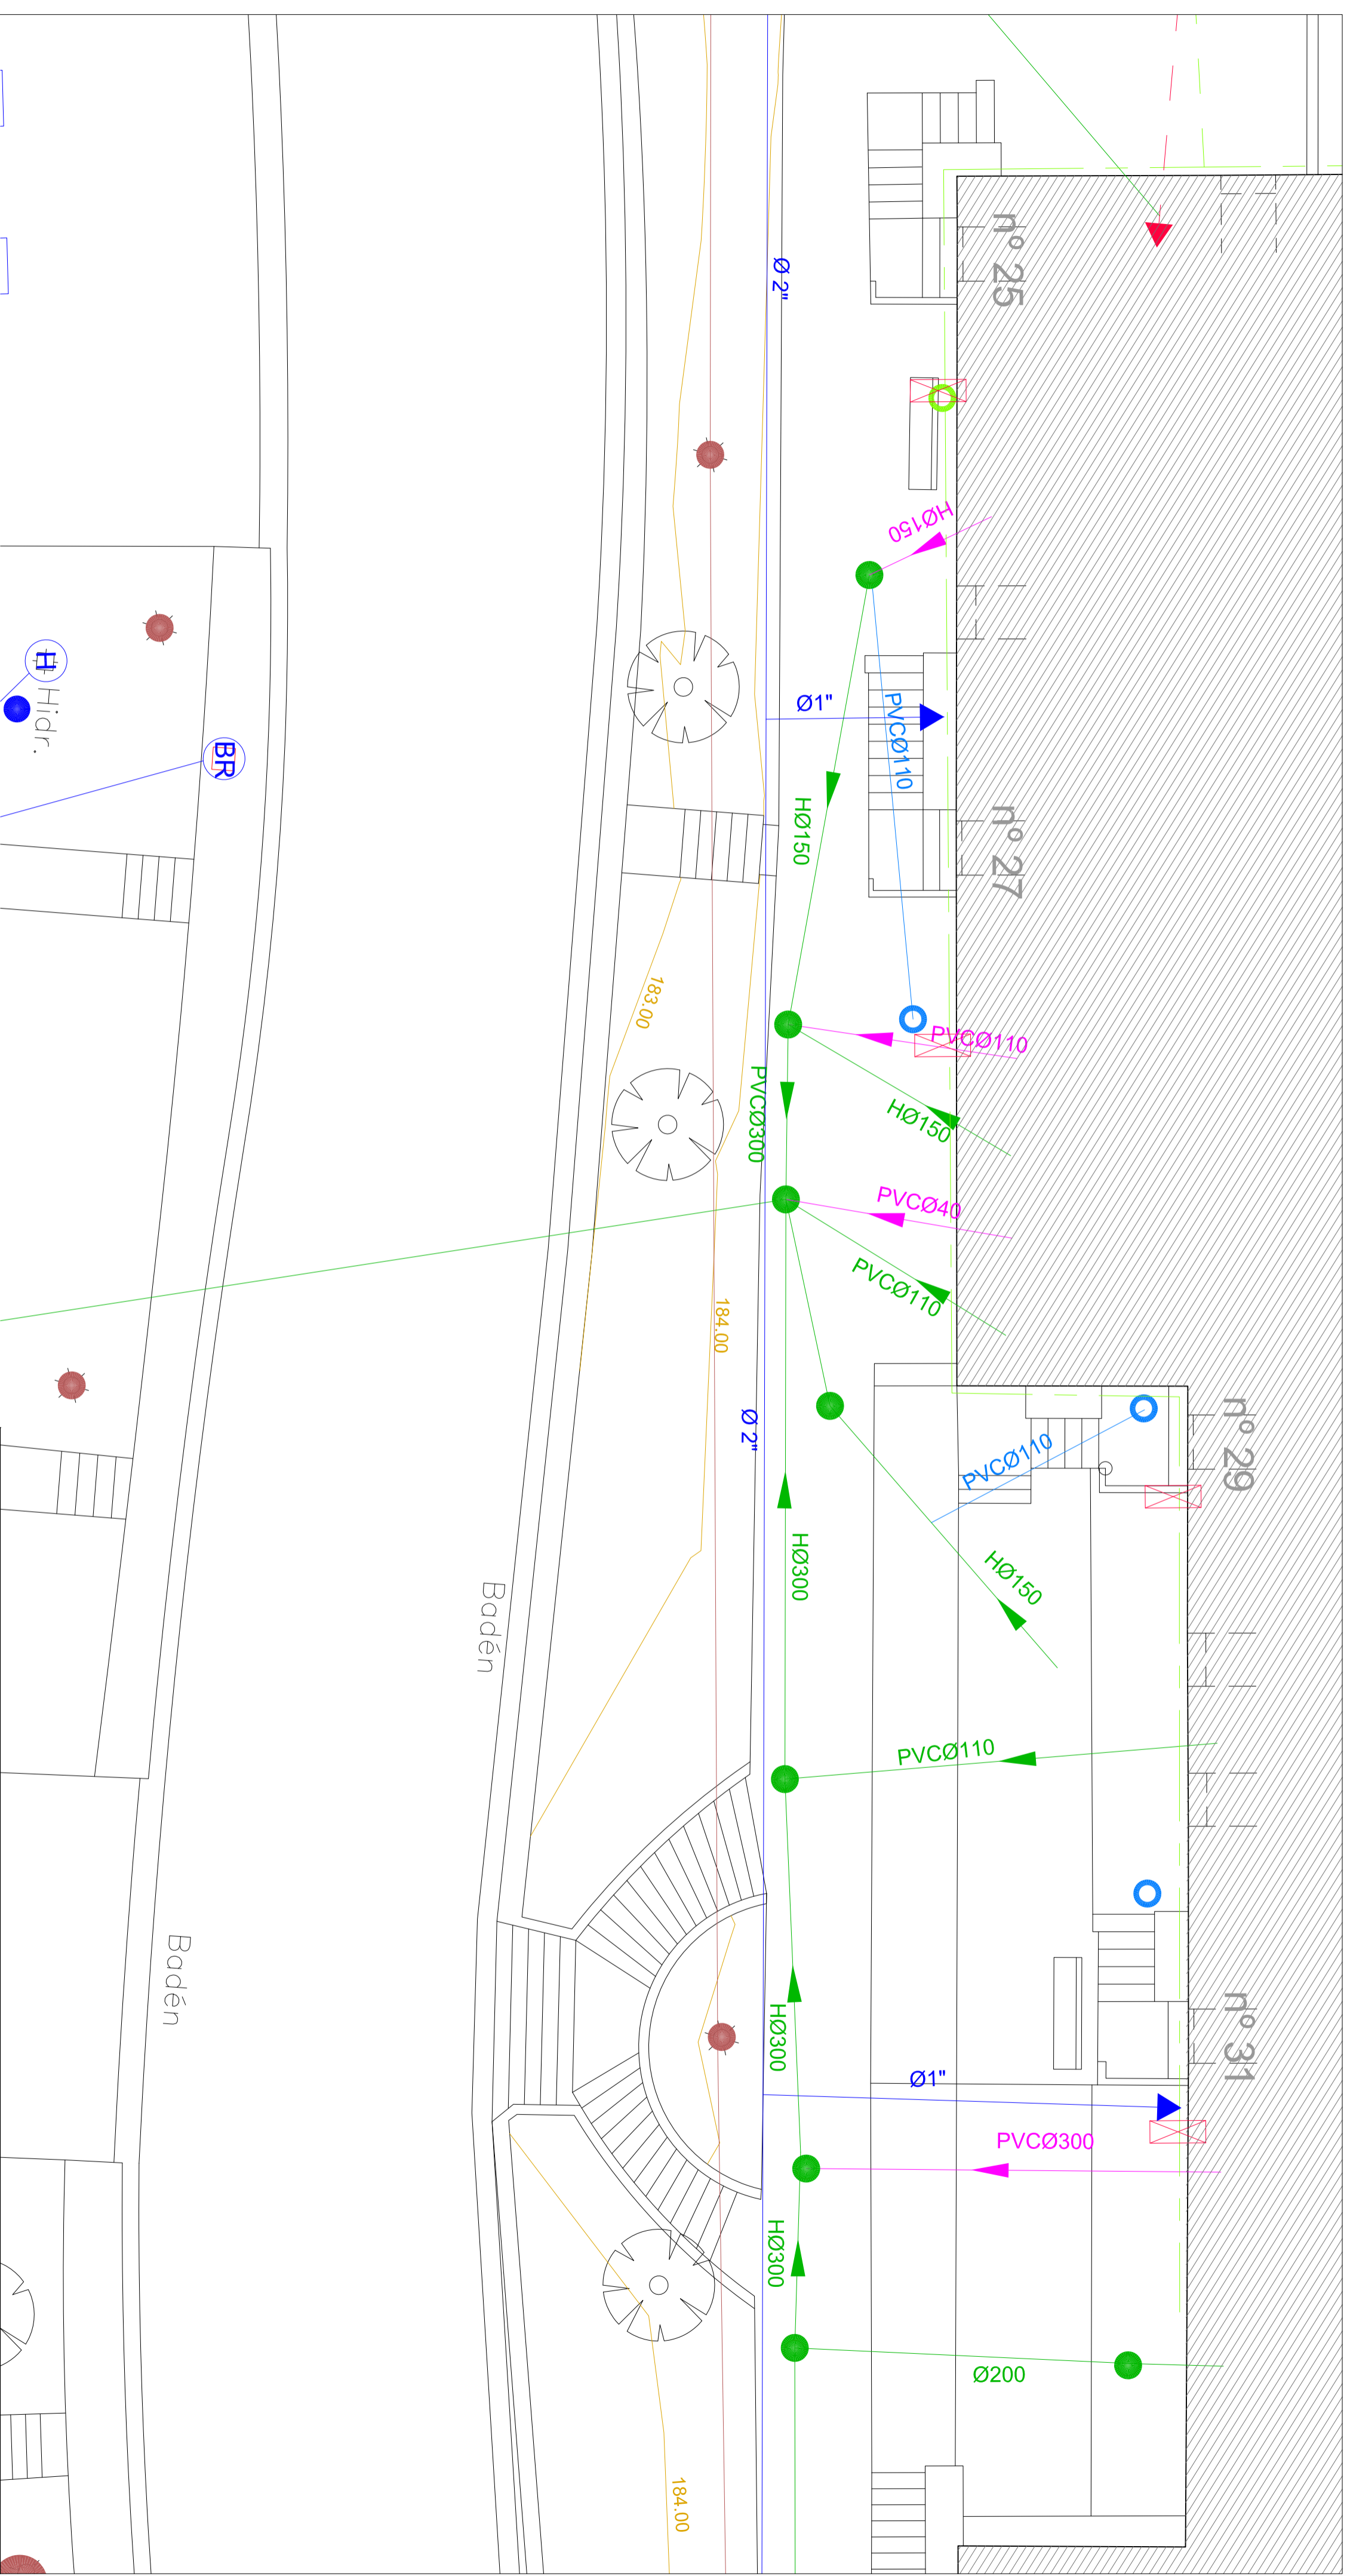 nº 25
Ø 2"
HØ150
H
Hidr.
BR
Ø1"
PVCØ110
HØ150
nº 27
183.00
PVCØ110
PVCØ300
HØ150
PVCØ40
PVCØ110
184.00
Ø 2"
nº 29
PVCØ110
HØ300
HØ150
Badén
PVCØ110
Badén
nº 31
HØ300
Ø1"
PVCØ300
HØ300
Ø200
184.00